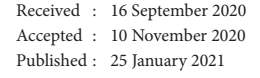 Received : 16 September 2020
Accepted : 10 November 2020
Published : 25 January 2021